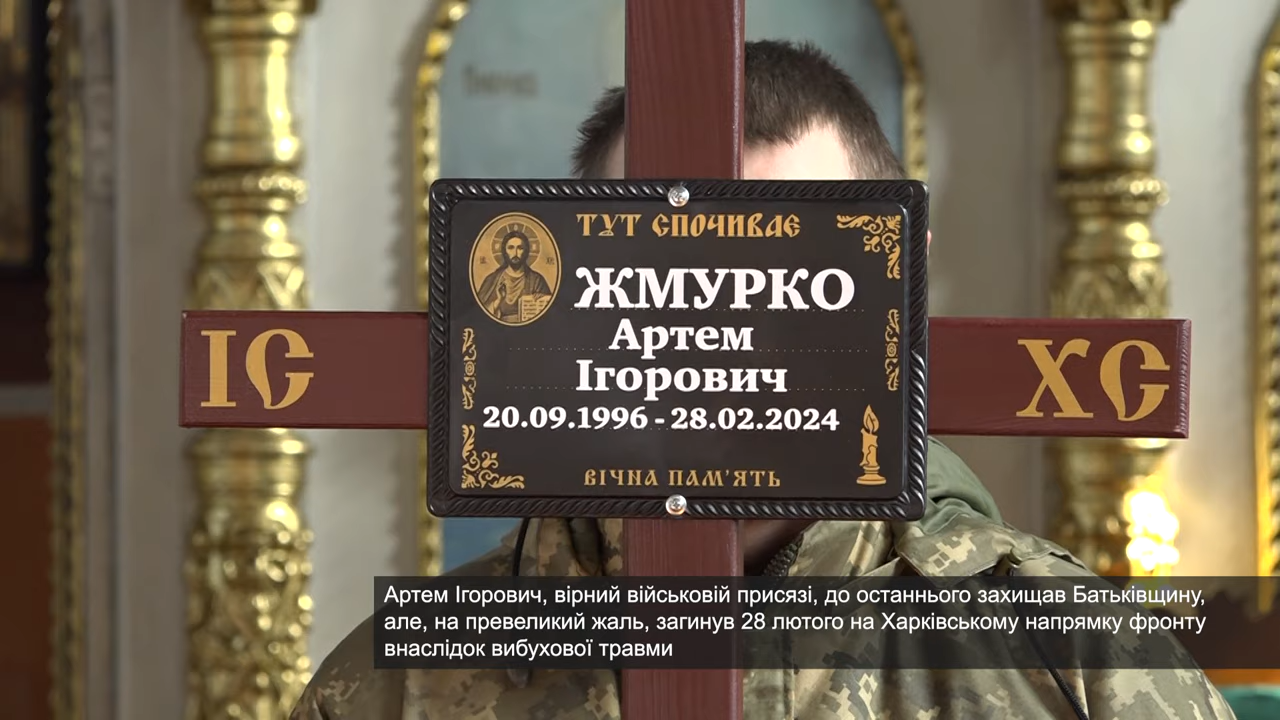 ТУТ СПОЧИВАЄ
ЖМУРКО
Артем
Ігорович
20.09.1996 - 28.02.2024
ВІЧНА ПАМ'ЯТЬ
ІС ХС
Артем Ігорович, вірний військовій присязі, до останнього захищав Батьківщину,
але, на превеликий жаль, загинув 28 лютого на Харківському напрямку фронту
внаслідок вибухової травми